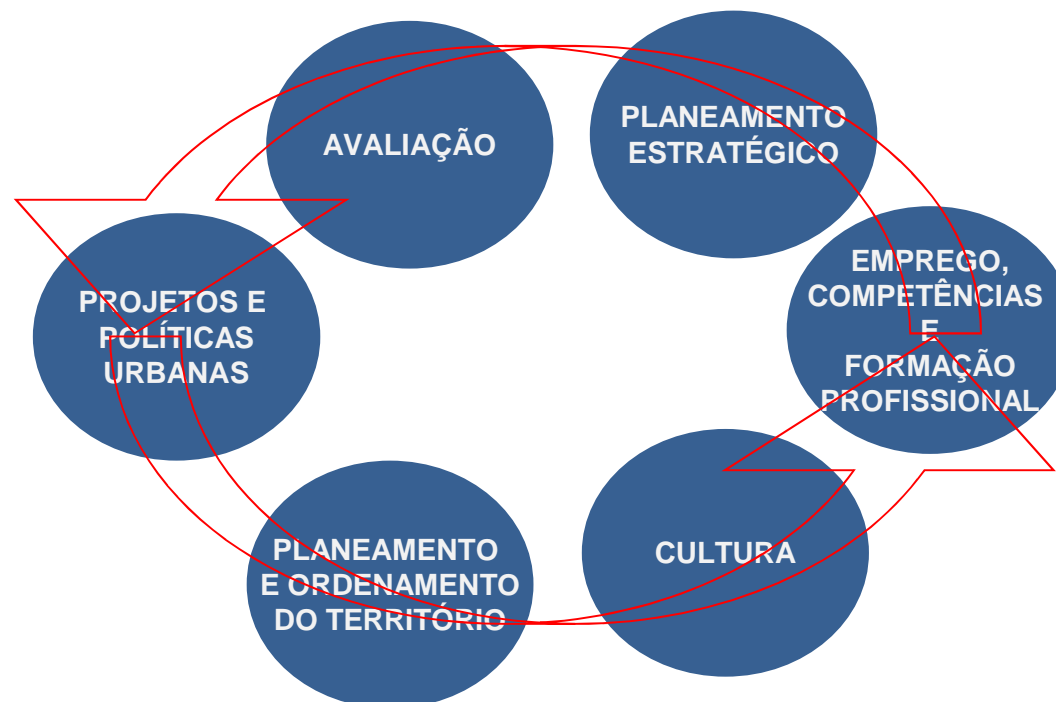 AVALIAÇÃO
PLANEAMENTO
ESTRATÉGICO
EMPREGO,
COMPETÊNCIAS
E
FORMAÇÃO
PROFISSIONAL
CULTURA
PLANEAMENTO
E ORDENAMENTO
DO TERRITÓRIO
PROJETOS E
POLÍTICAS
URBANAS